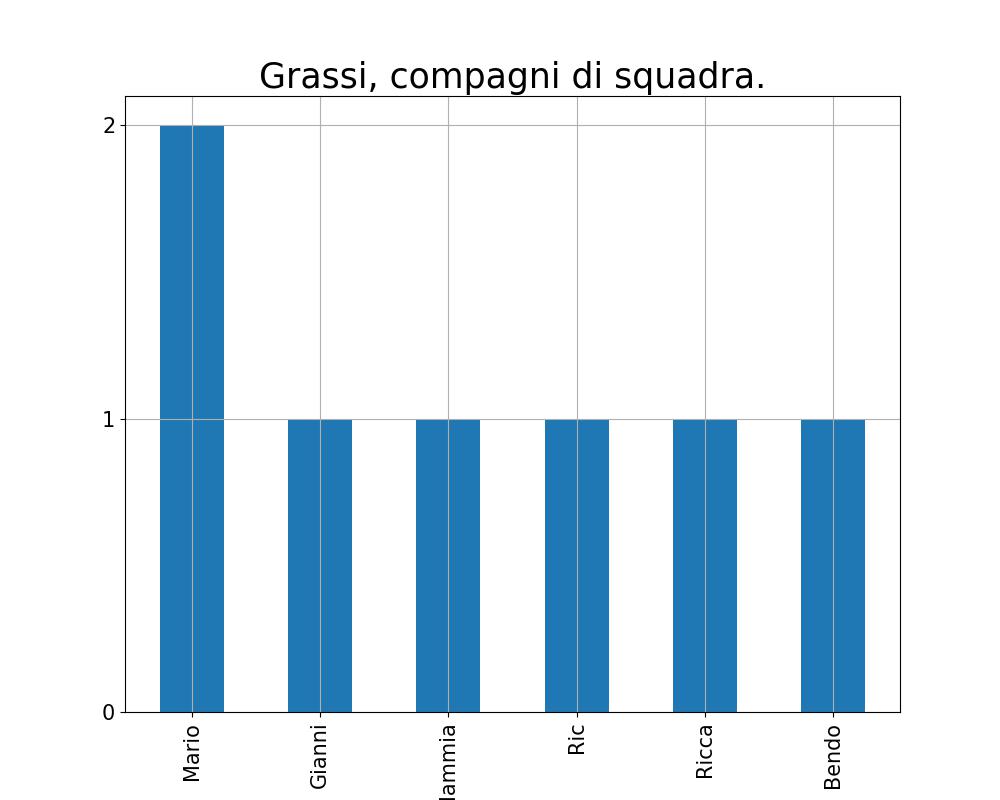 Grassi, compagni di squadra.
2
1
0
Mario
Gianni
Ric
Ricca
Bendo